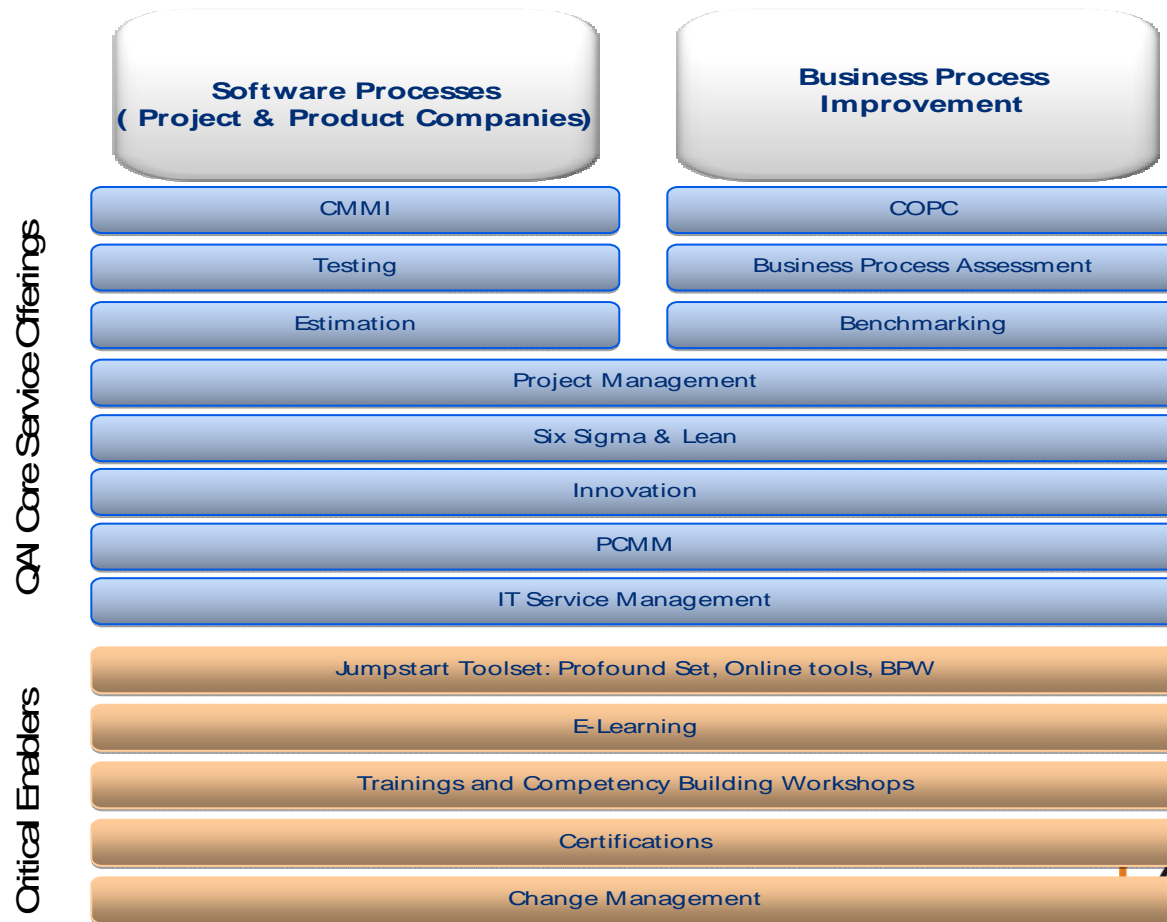 Software Processes
( Project & Product Companies)
Business Process
Improvement
QAI Core Service Offerings
CMMI
COPC
Testing
Business Process Assessment
Estimation
Benchmarking
Project Management
Six Sigma & Lean
Innovation
PCMM
IT Service Management
Critical Enablers
Jumpstart Toolset: Profound Set, Online tools, BPW
E-Learning
Trainings and Competency Building Workshops
Certifications
Change Management